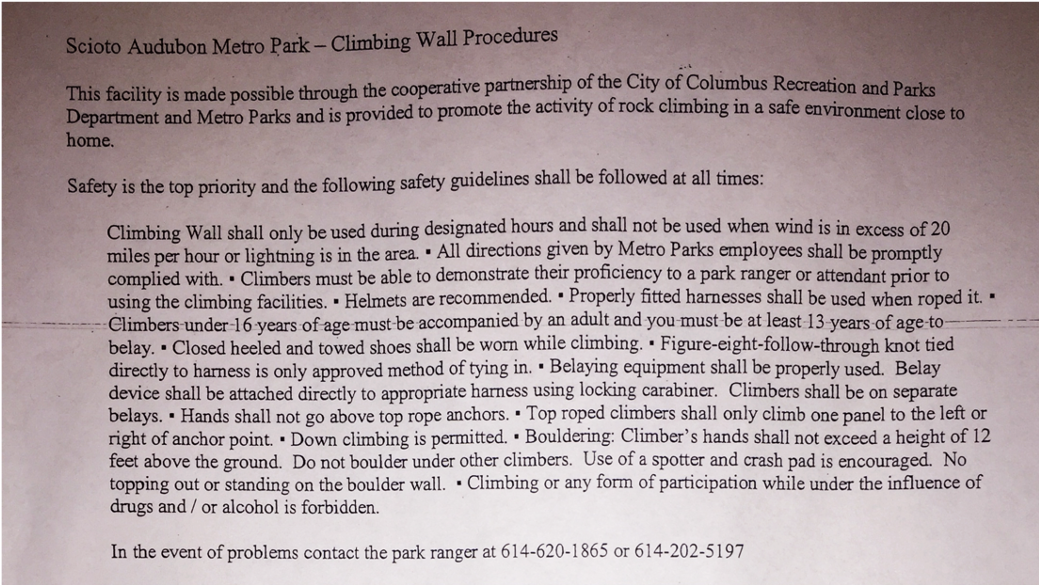 Scioto Audubon Metro Park – Climbing Wall Procedures
This facility is made possible through the cooperative partnership of the City of Columbus Recreation and Parks
Department and Metro Parks and is provided to promote the activity of rock climbing in a safe environment close to
home.
Safety is the top priority and the following safety guidelines shall be followed at all times:
Climbing Wall shall only be used during designated hours and shall not be used when wind is in excess of 20
miles per hour or lightning is in the area. ▪ All directions given by Metro Parks employees shall be promptly
complied with. ▪ Climbers must be able to demonstrate their proficiency to a park ranger or attendant prior to
using the climbing facilities. ▪ Helmets are recommended. ▪ Properly fitted harnesses shall be used when roped it. ▪
Climbers under 16 years of age must be accompanied by an adult and you must be at least 13 years of age to
belay. ▪ Closed heeled and towed shoes shall be worn while climbing. ▪ Figure-eight-follow-through knot tied
directly to harness is only approved method of tying in. ▪ Belaying equipment shall be properly used.  Belay
device shall be attached directly to appropriate harness using locking carabiner.  Climbers shall be on separate
belays. ▪ Hands shall not go above top rope anchors. ▪ Top roped climbers shall only climb one panel to the left or
right of anchor point. ▪ Down climbing is permitted. ▪ Bouldering: Climber's hands shall not exceed a height of 12
feet above the ground.  Do not boulder under other climbers.  Use of a spotter and crash pad is encouraged.  No
topping out or standing on the boulder wall.  ▪ Climbing or any form of participation while under the influence of
drugs and / or alcohol is forbidden.
In the event of problems contact the park ranger at 614-620-1865 or 614-202-5197